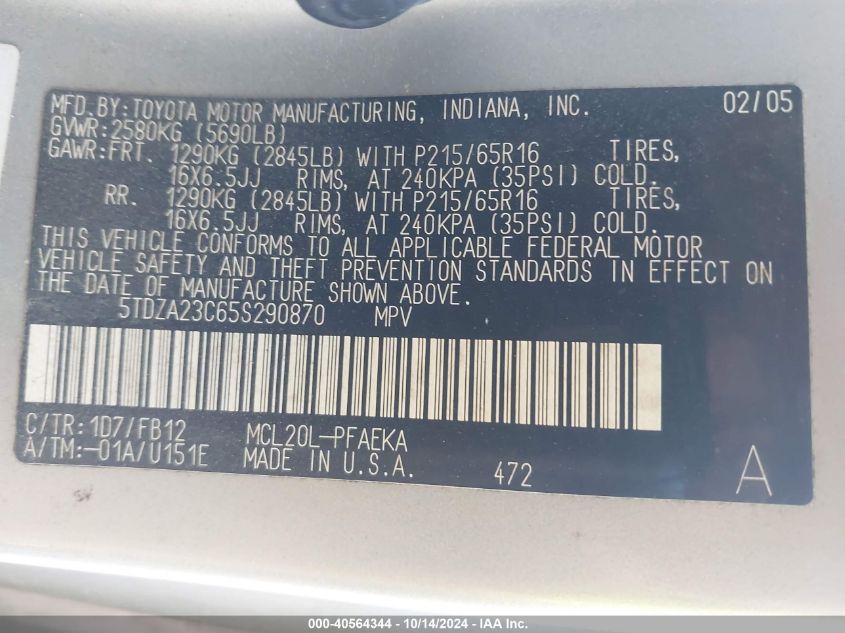 MFD. BY: TOYOTA MOTOR MANUFACTURING, INDIANA, INC. 02/05
GVWR: 2580KG (5690LB)
GAWR: FRT. 1290KG (2845LB) WITH P215/65R16 TIRES,
16X6.5JJ RIMS, AT 240KPA (35PSI) COLD.
RR. 1290KG (2845LB) WITH P215/65R16 TIRES,
16X6.5JJ RIMS, AT 240KPA (35PSI) COLD.
THIS VEHICLE CONFORMS TO ALL APPLICABLE FEDERAL MOTOR
VEHICLE SAFETY AND THEFT PREVENTION STANDARDS IN EFFECT ON
THE DATE OF MANUFACTURE SHOWN ABOVE.
5TDZA23C65S290870 MPV
C/TR: 1D7/FB12 MCL20L-PFAEKA
A/TM:-01A/U151E MADE IN U.S.A. 472 A
000-40564344 - 10/14/2024 - IAA Inc.